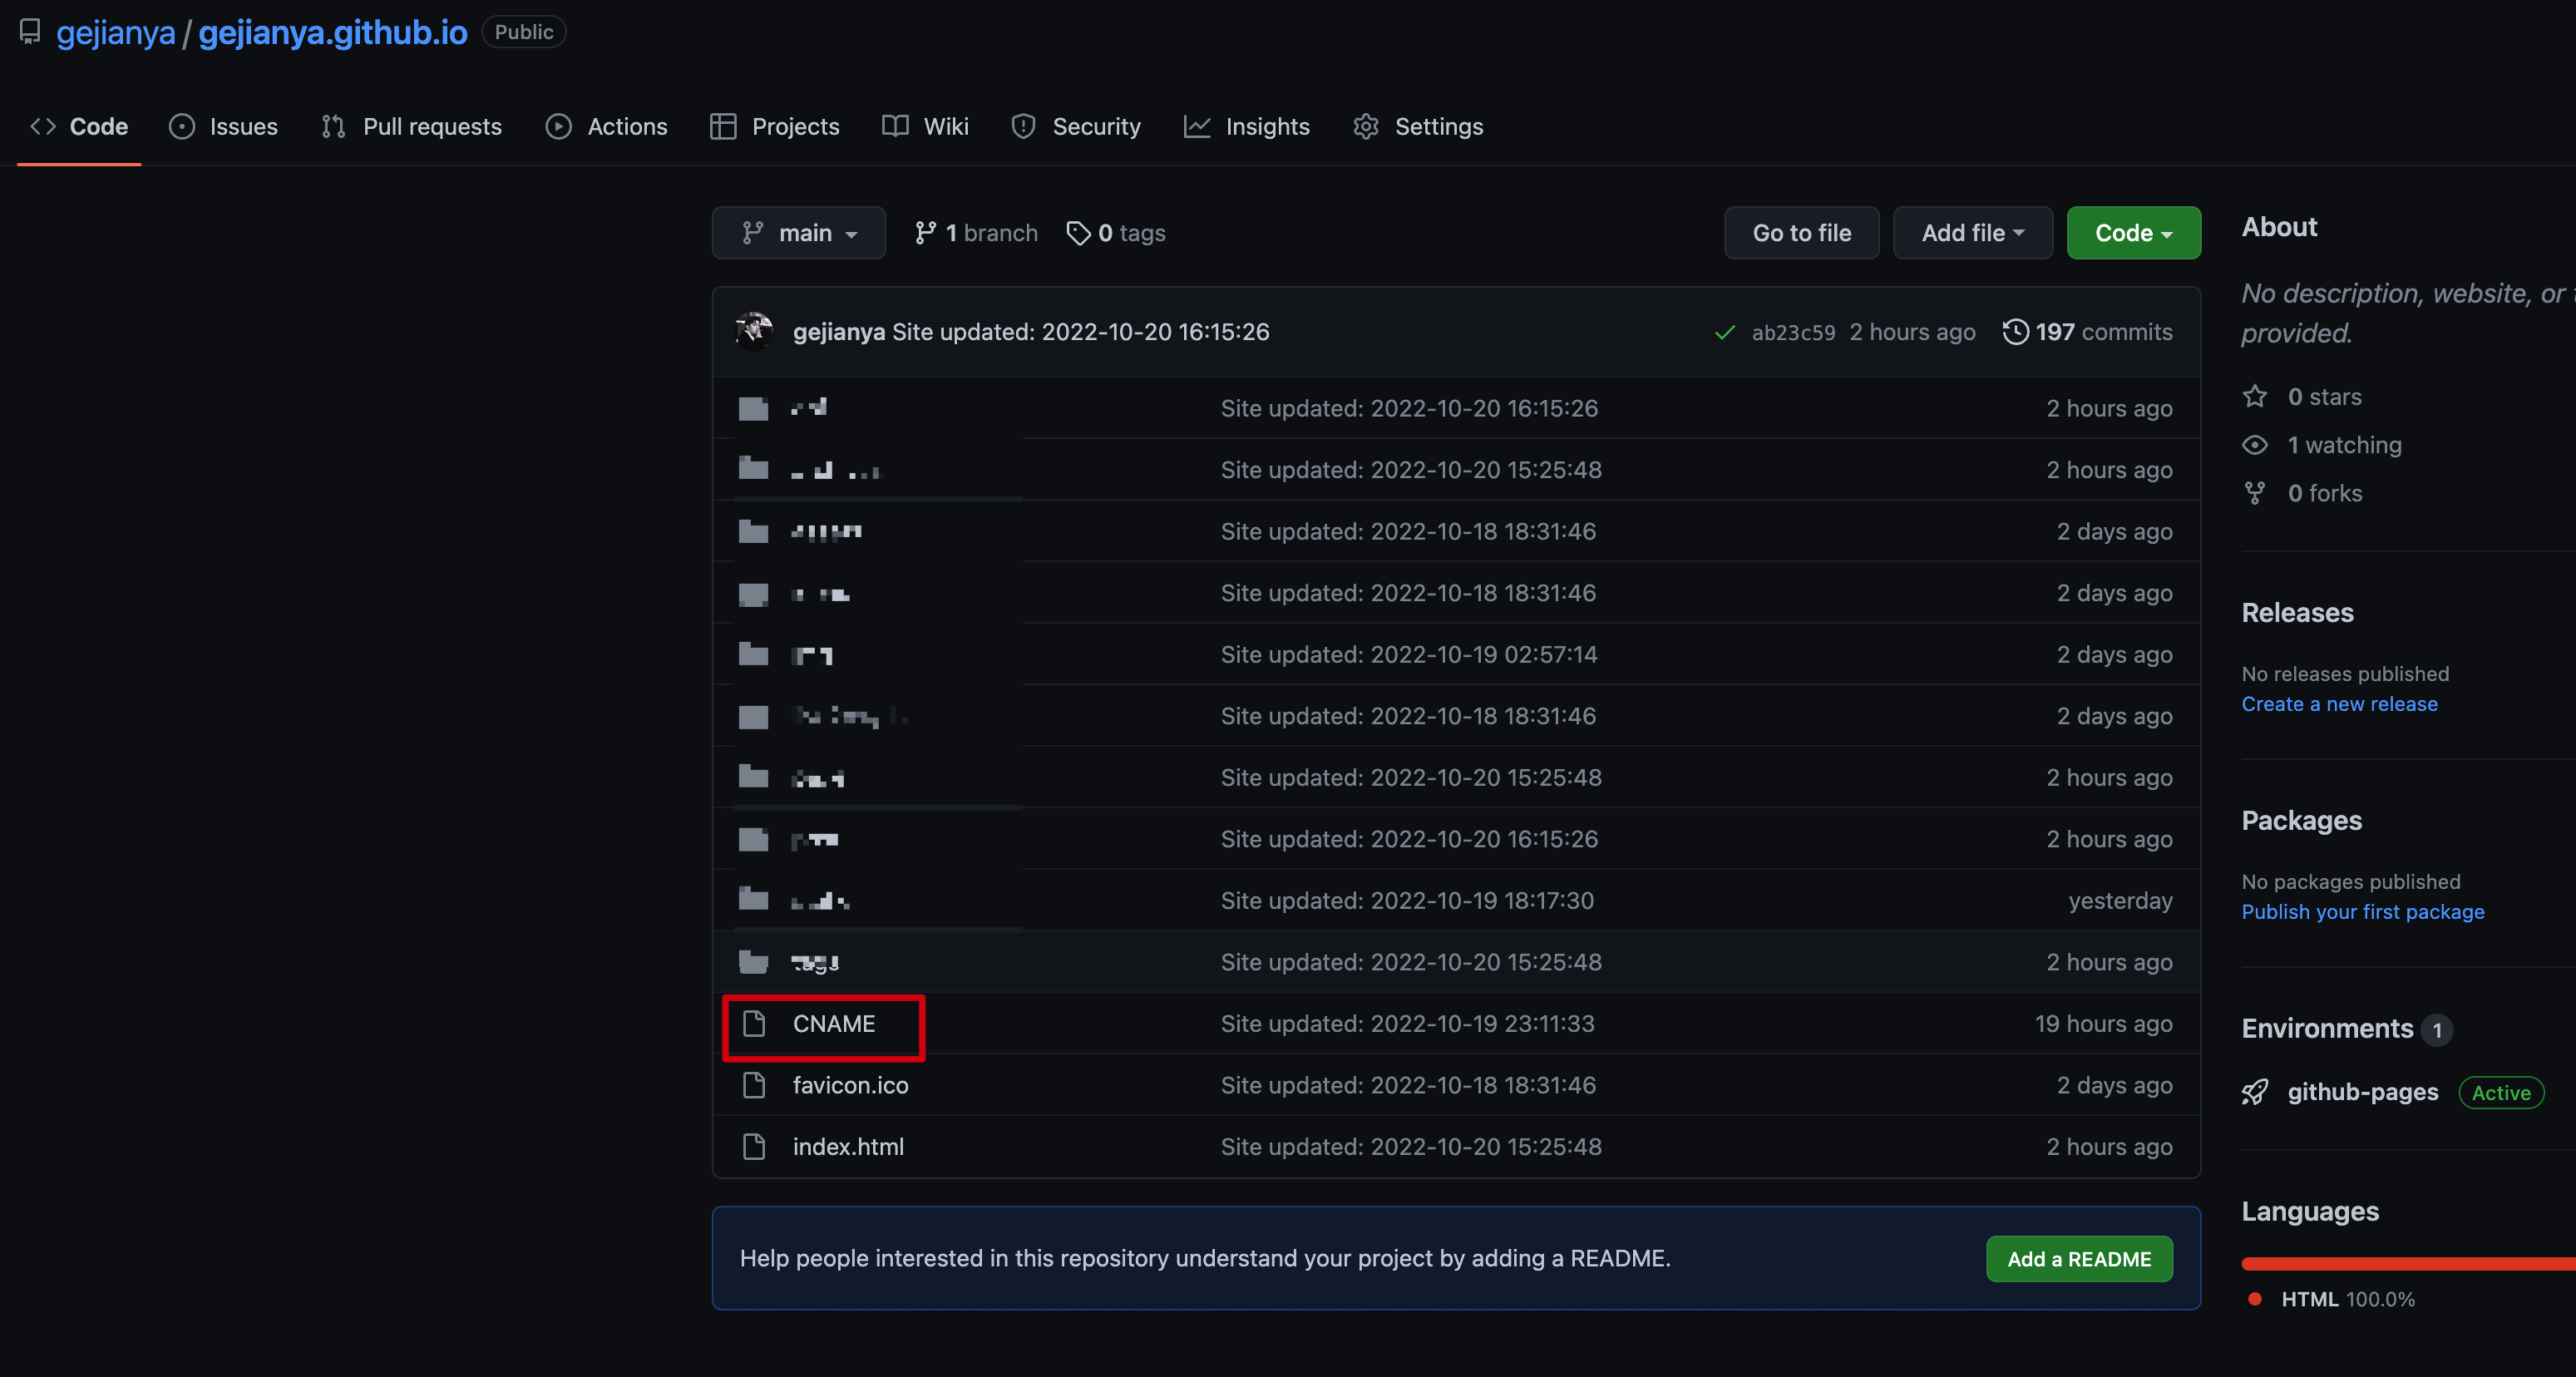 gejianya / gejianya.github.io Public
Code Issues Pull requests Actions Projects Wiki Security Insights Settings
main 1 branch 0 tags Go to file Add file Code
gejianya Site updated: 2022-10-20 16:15:26 ab23c59 2 hours ago 197 commits
Site updated: 2022-10-20 16:15:26 2 hours ago
Site updated: 2022-10-20 15:25:48 2 hours ago
Site updated: 2022-10-18 18:31:46 2 days ago
Site updated: 2022-10-18 18:31:46 2 days ago
Site updated: 2022-10-19 02:57:14 2 days ago
Site updated: 2022-10-18 18:31:46 2 days ago
Site updated: 2022-10-20 15:25:48 2 hours ago
Site updated: 2022-10-20 16:15:26 2 hours ago
Site updated: 2022-10-19 18:17:30 yesterday
tags Site updated: 2022-10-20 15:25:48 2 hours ago
CNAME Site updated: 2022-10-19 23:11:33 19 hours ago
favicon.ico Site updated: 2022-10-18 18:31:46 2 days ago
index.html Site updated: 2022-10-20 15:25:48 2 hours ago
Help people interested in this repository understand your project by adding a README. Add a README
About
No description, website, or
provided.
0 stars
1 watching
0 forks
Releases
No releases published
Create a new release
Packages
No packages published
Publish your first package
Environments 1
github-pages Active
Languages
HTML 100.0%